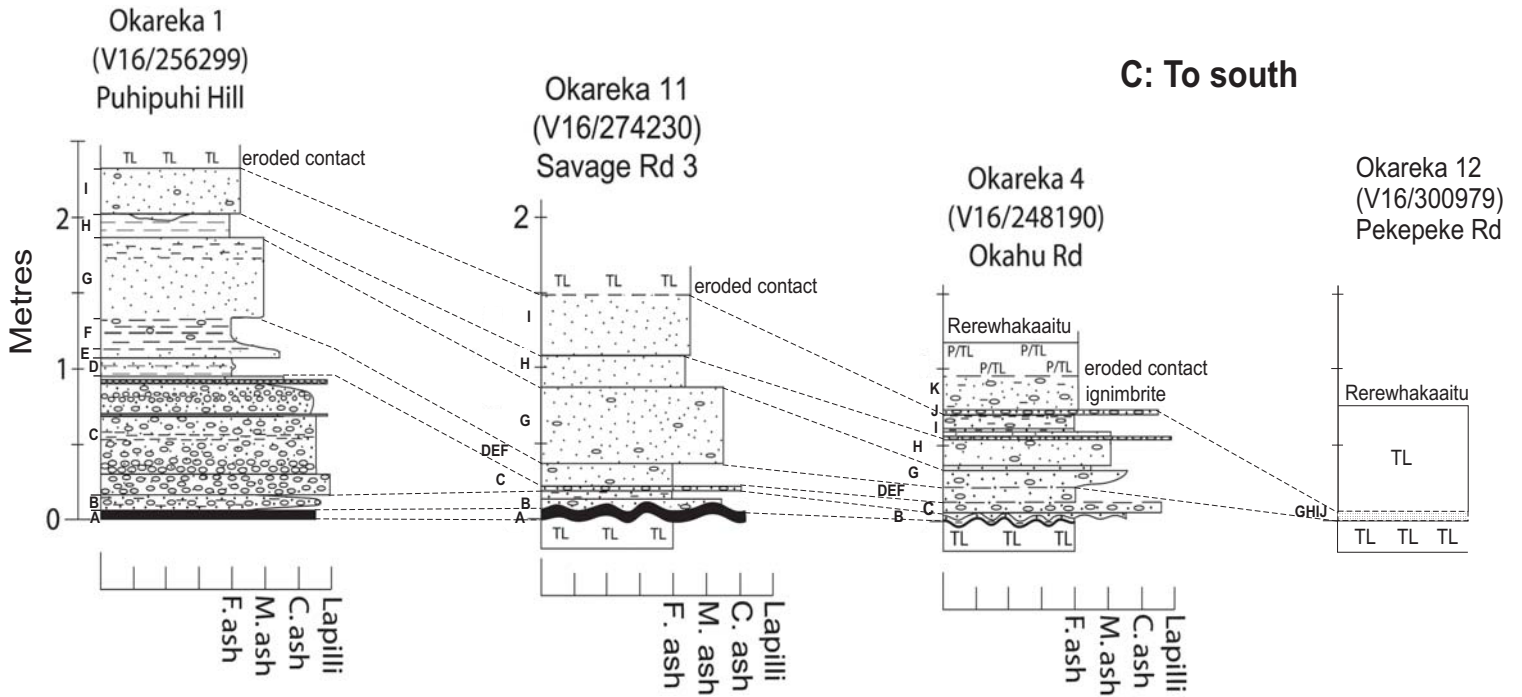 Okareka 1
(V16/256299)
Puhipuhi Hill
Okareka 11
(V16/274230)
Savage Rd 3
C: To south
Okareka 4
(V16/248190)
Okahu Rd
Okareka 12
(V16/300979)
Pekepeke Rd
Metres
2
1
0
TL TL TL
eroded contact
I
H
G
F
E
D
C
B
A
F. ash
M. ash
C. ash
Lapilli
2
1
0
TL TL TL
eroded contact
I
H
G
DEF
C
B
A
TL TL TL
F. ash
M. ash
C. ash
Lapilli
1
0
Rerewhakaaitu
P/TL P/TL
P/TL P/TL
eroded contact
ignimbrite
K
J
I
H
G
DEF
C
B
TL TL TL
F. ash
M. ash
C. ash
Lapilli
Rerewhakaaitu
TL
GHIJ
TL TL TL